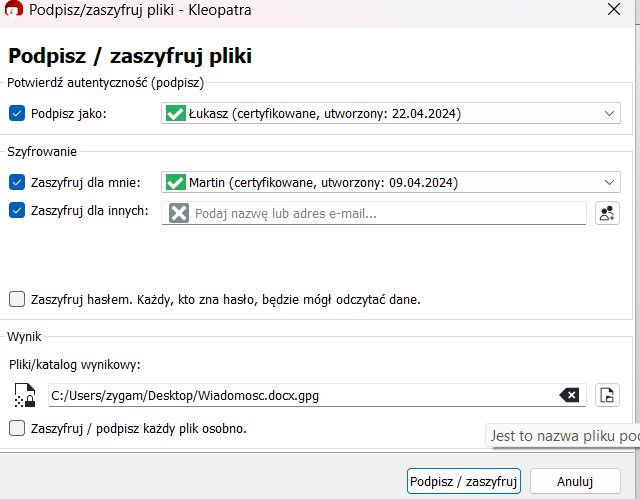 Podpisz/zaszyfruj pliki - Kleopatra
Podpisz / zaszyfruj pliki
Potwierdź autentyczność (podpisz)
Podpisz jako:
Łukasz (certyfikowane, utworzony: 22.04.2024)
Szyfrowanie
Zaszyfruj dla mnie:
Martin (certyfikowane, utworzony: 09.04.2024)
Zaszyfruj dla innych:
Podaj nazwę lub adres e-mail...
Zaszyfruj hasłem. Każdy, kto zna hasło, będzie mógł odczytać dane.
Wynik
Pliki/katalog wynikowy:
C:/Users/zygam/Desktop/Wiadomosc.docx.gpg
Zaszyfruj / podpisz każdy plik osobno.
Jest to nazwa pliku
Podpisz / zaszyfruj
Anuluj